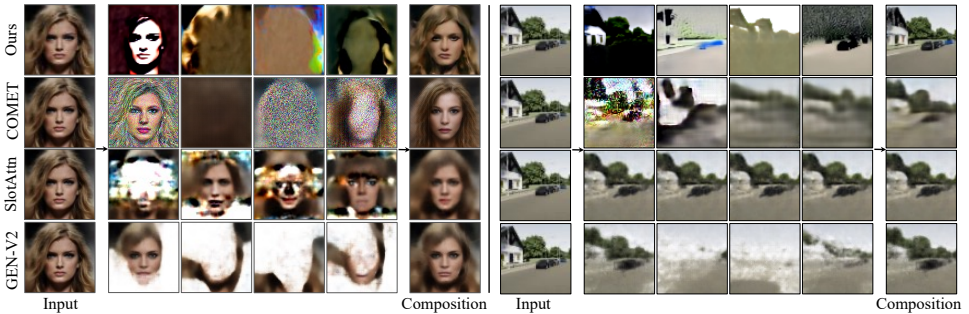 Ours
COMET
SlotAttn
GEN-V2
Input
Composition
Input
Composition